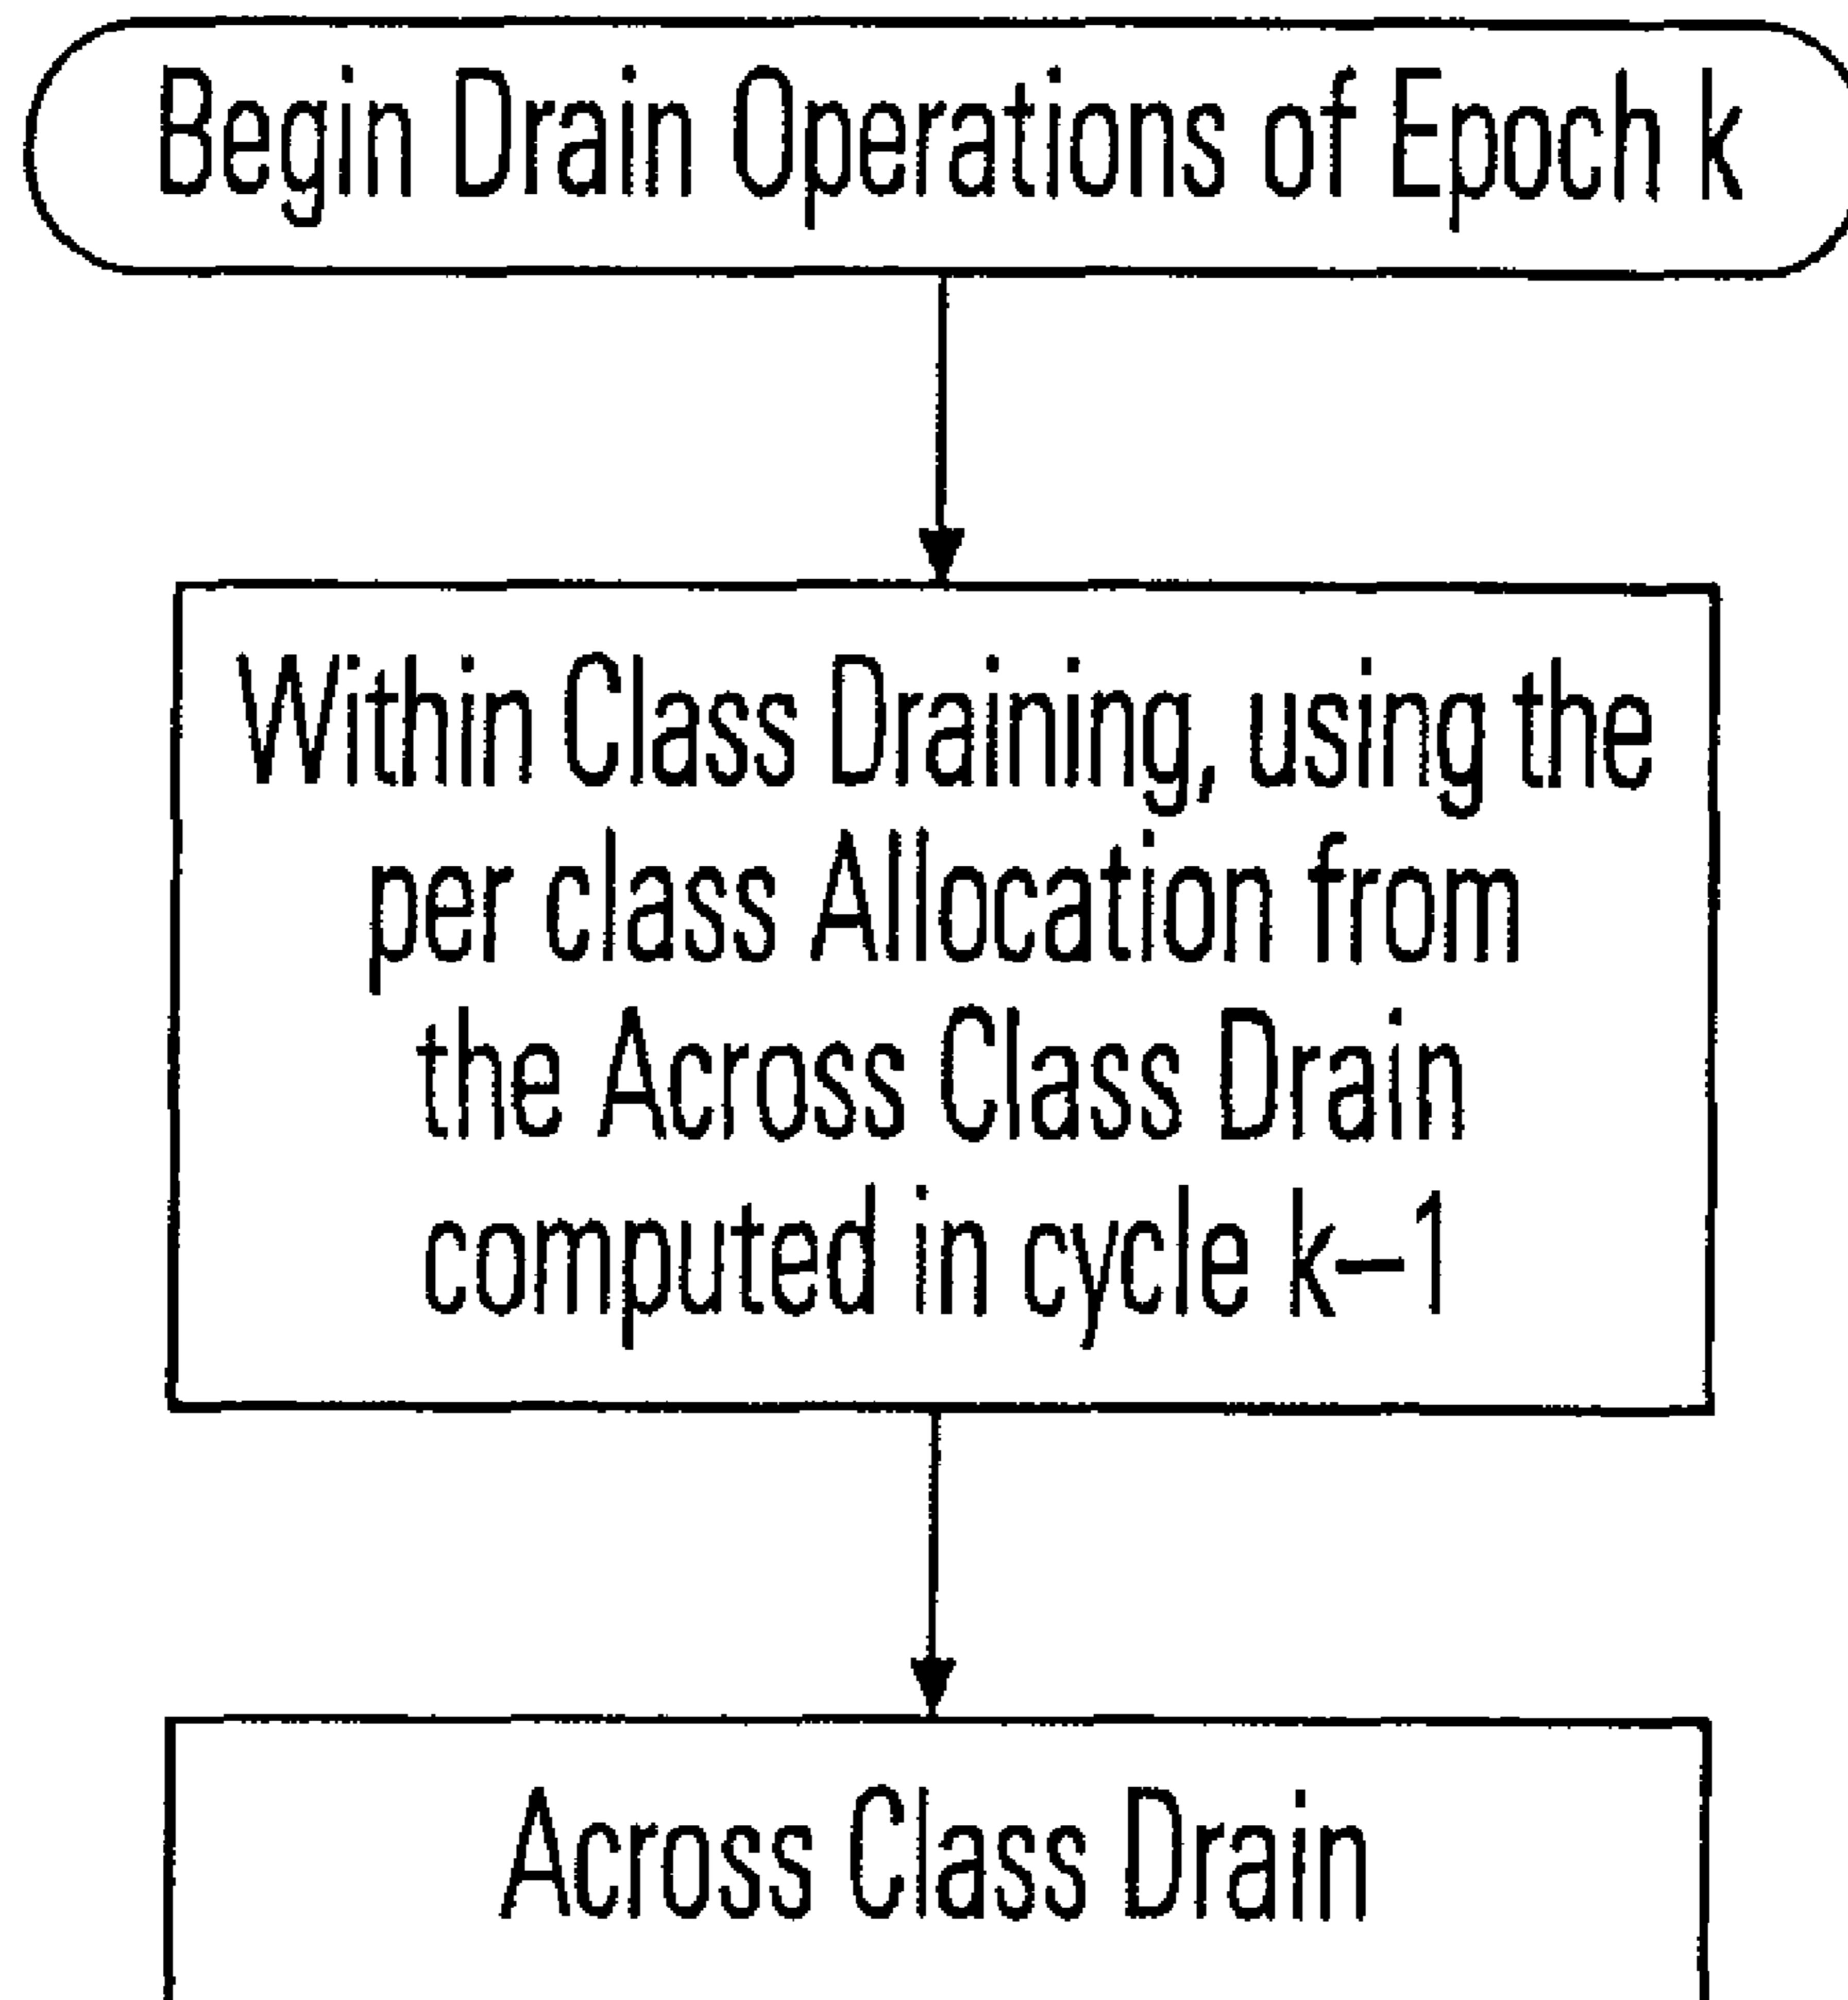 Begin Drain Operations of Epoch k
Within Class Draining, using the
per class Allocation from
the Across Class Drain
computed in cycle k–1
Across Class Drain